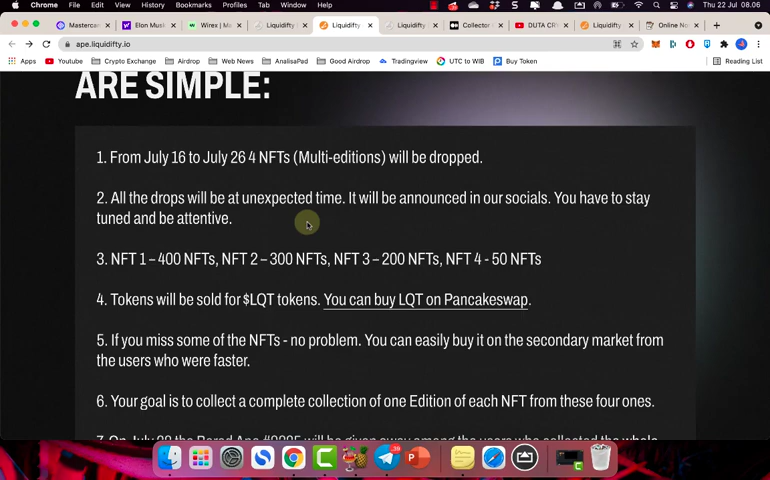 Chrome File Edit View History Bookmarks Profiles Tab Window Help
Thu 22 Jul 08.06
Mastercar
Elon Musk
Wirex | M
Liquidifty
Liquidifty
Liquidifty
Collector
DUTA CR
Liquidifty
Online No
ape.liquidifty.io
Apps Youtube Crypto Exchange Airdrop Web News AnalisaPed Good Airdrop Tradingview UTC to WIB Buy Token Reading List
ARE SIMPLE:
1. From July 16 to July 26 4 NFTs (Multi-editions) will be dropped.
2. All the drops will be at unexpected time. It will be announced in our socials. You have to stay
tuned and be attentive.
3. NFT 1 – 400 NFTs, NFT 2 – 300 NFTs, NFT 3 – 200 NFTs, NFT 4 - 50 NFTs
4. Tokens will be sold for $LQT tokens. You can buy LQT on Pancakeswap.
5. If you miss some of the NFTs - no problem. You can easily buy it on the secondary market from
the users who were faster.
6. Your goal is to collect a complete collection of one Edition of each NFT from these four ones.